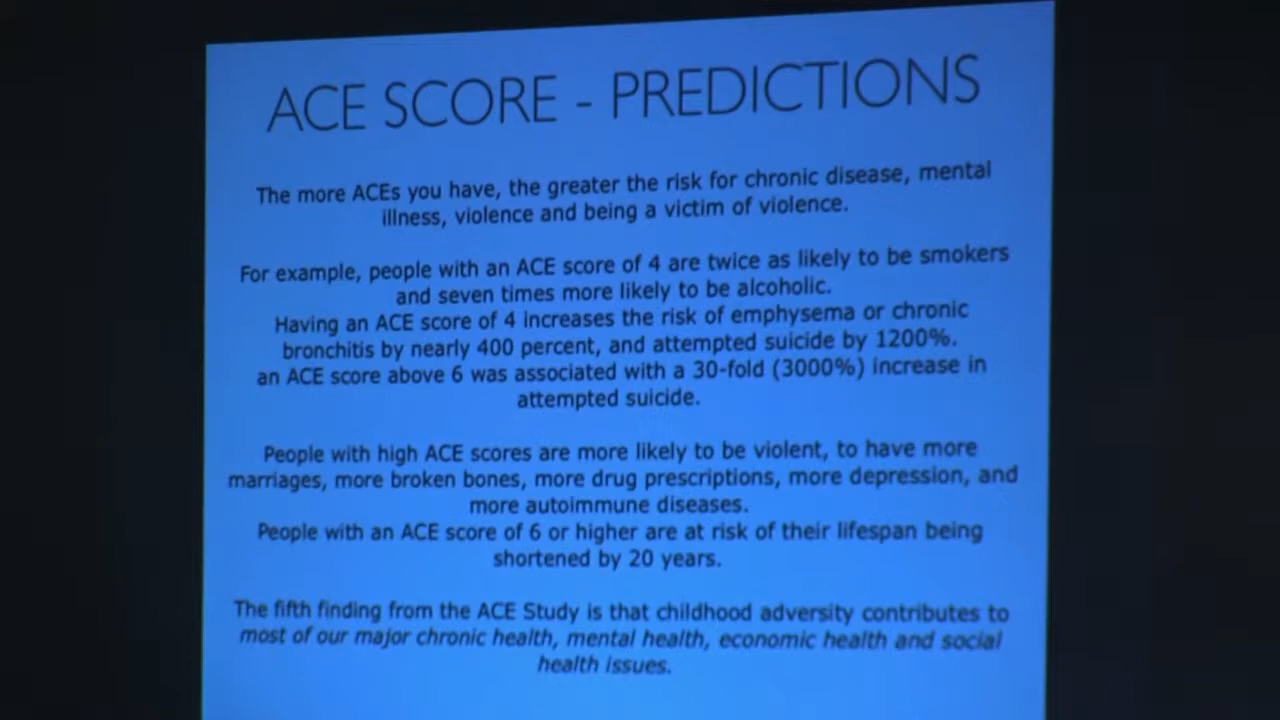 ACE SCORE - PREDICTIONS
The more ACEs you have, the greater the risk for chronic disease, mental
illness, violence and being a victim of violence.
For example, people with an ACE score of 4 are twice as likely to be smokers
and seven times more likely to be alcoholic.
Having an ACE score of 4 increases the risk of emphysema or chronic
bronchitis by nearly 400 percent, and attempted suicide by 1200%.
an ACE score above 6 was associated with a 30-fold (3000%) increase in
attempted suicide.
People with high ACE scores are more likely to be violent, to have more
marriages, more broken bones, more drug prescriptions, more depression, and
more autoimmune diseases.
People with an ACE score of 6 or higher are at risk of their lifespan being
shortened by 20 years.
The fifth finding from the ACE Study is that childhood adversity contributes to
most of our major chronic health, mental health, economic health and social
health issues.